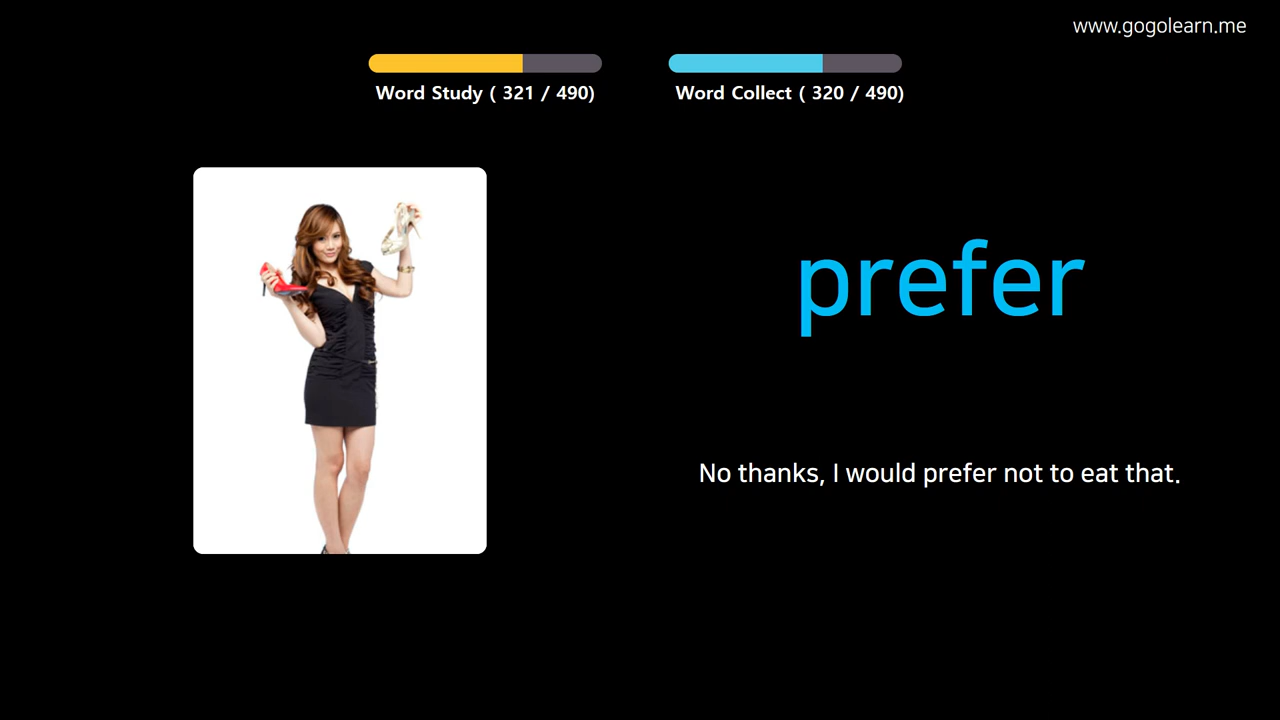 www.gogolearn.me
Word Study ( 321 / 490)
Word Collect ( 320 / 490)
prefer
No thanks, I would prefer not to eat that.